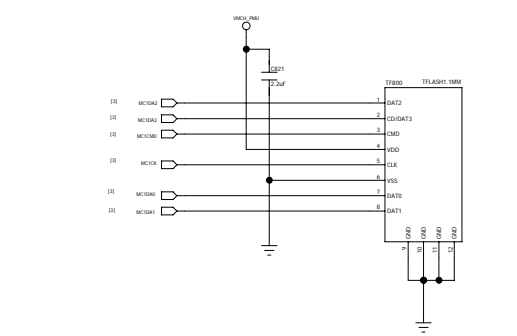 VMCH_PMU
C821
2.2uF
TF800 TFLASH1.1MM
[3] MC1DA2 1 DAT2
[3] MC1DA3 2 CD/DAT3
[3] MC1CMD 3 CMD
4 VDD
[3] MC1CK 5 CLK
6 VSS
[3] MC1DA0 7 DAT0
[3] MC1DA1 8 DAT1
GND GND GND GND
9 10 11 12